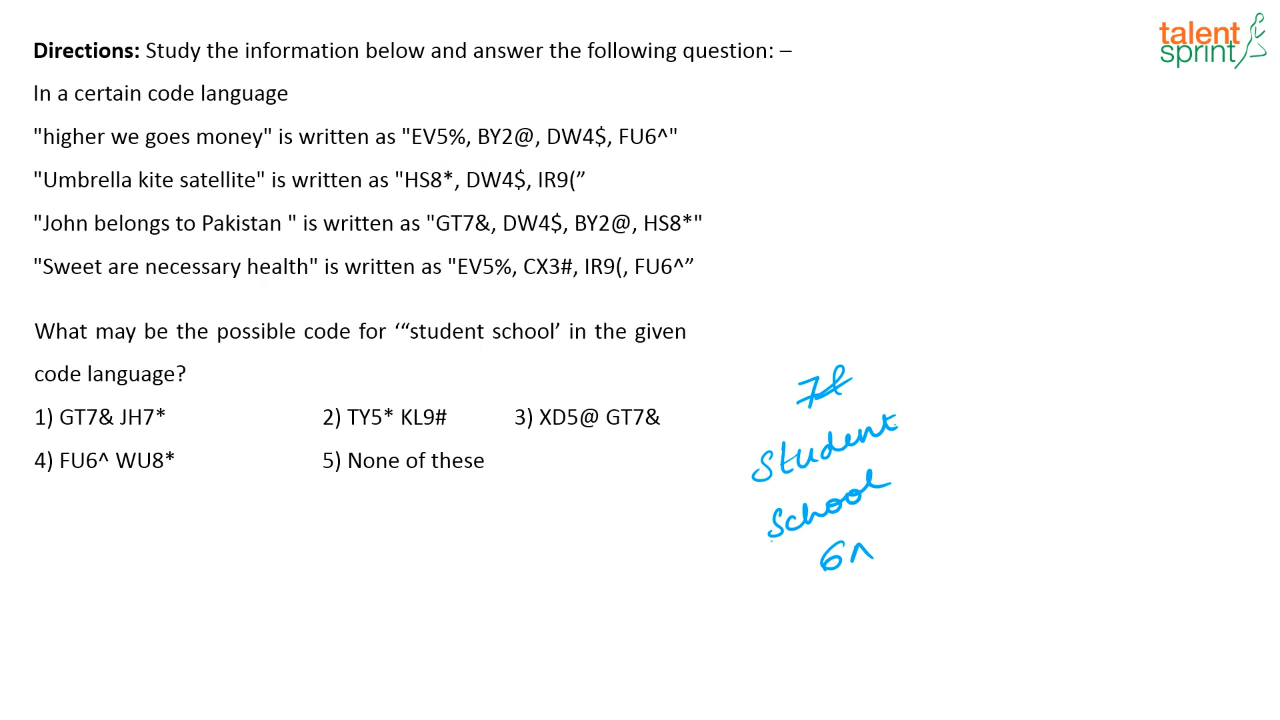 talent
sprint
Directions: Study the information below and answer the following question: –
In a certain code language
"higher we goes money" is written as "EV5%, BY2@, DW4$, FU6^"
"Umbrella kite satellite" is written as "HS8*, DW4$, IR9(”
"John belongs to Pakistan " is written as "GT7&, DW4$, BY2@, HS8*"
"Sweet are necessary health" is written as "EV5%, CX3#, IR9(, FU6^”
What may be the possible code for ‘“student school’ in the given
code language?
1) GT7& JH7* 2) TY5* KL9# 3) XD5@ GT7&
4) FU6^ WU8* 5) None of these
7&
Student
School
6^